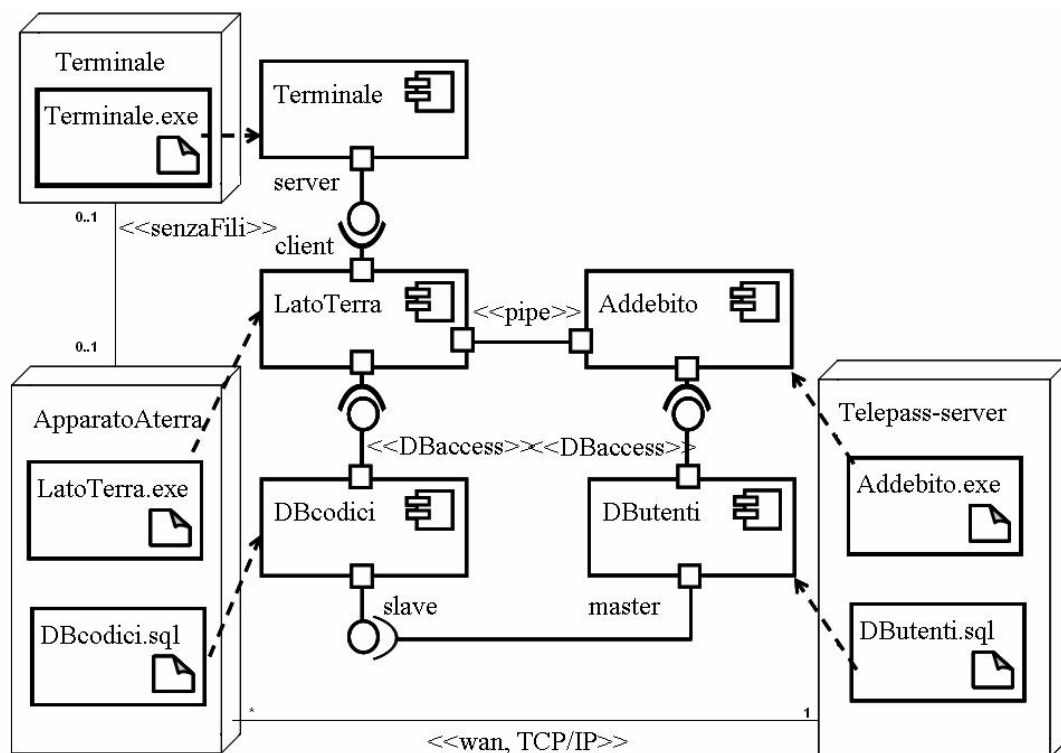 Terminale
Terminale.exe
Terminale
server
0..1
<<senzaFili>>
client
LatoTerra
<<pipe>>
Addebito
0..1
ApparatoAterra
Telepass-server
<<DBaccess>>
<<DBaccess>>
LatoTerra.exe
DBcodici
DButenti
Addebito.exe
slave
master
DBcodici.sql
DButenti.sql
*
1
<<wan, TCP/IP>>